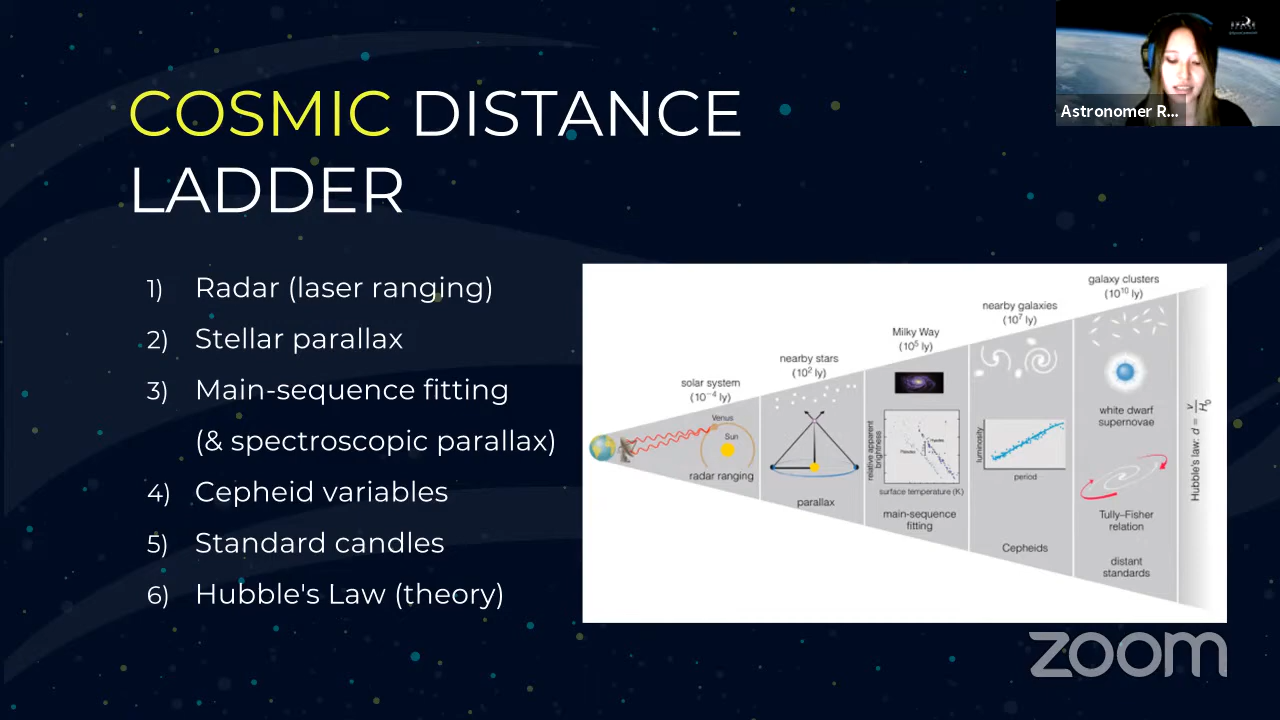 COSMIC DISTANCE
LADDER
1) Radar (laser ranging)
2) Stellar parallax
3) Main-sequence fitting
(& spectroscopic parallax)
4) Cepheid variables
5) Standard candles
6) Hubble's Law (theory)
Astronomer R...
solar system
(10⁻⁴ ly)
Venus
Sun
radar ranging
nearby stars
(10² ly)
parallax
Milky Way
(10⁵ ly)
relative apparent
brightness
surface temperature (K)
main-sequence
fitting
nearby galaxies
(10⁷ ly)
luminosity
period
Cepheids
galaxy clusters
(10¹⁰ ly)
white dwarf
supernovae
Tully–Fisher
relation
distant
standards
Hubble's law: d = v/H₀
zoom